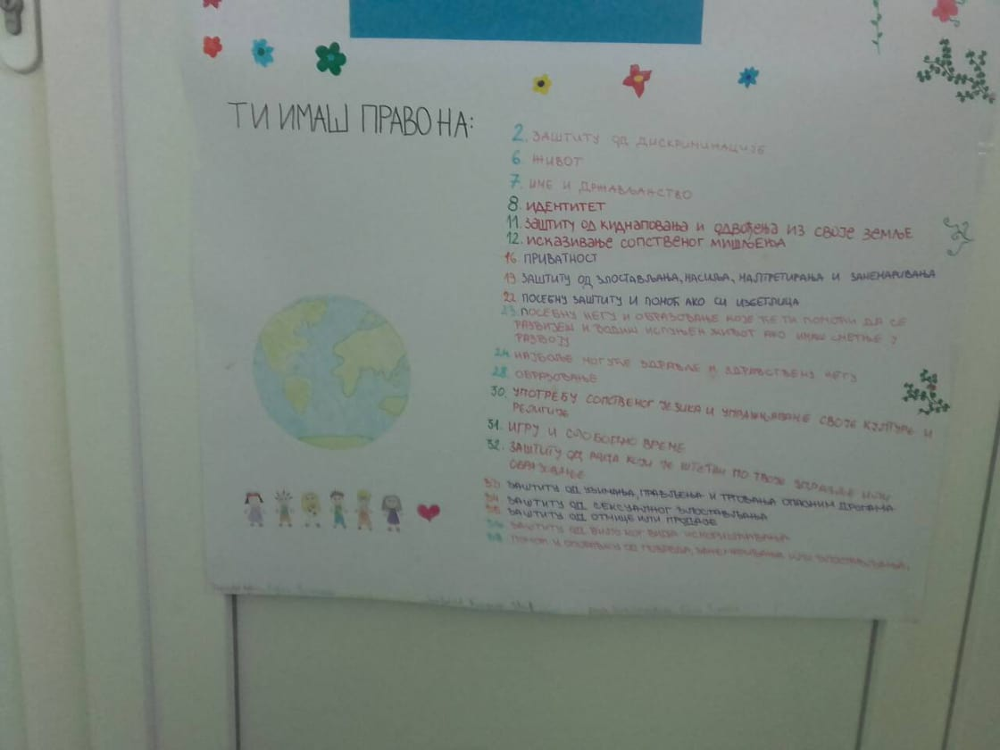 ТИ ИМАШ ПРАВО НА:
2. ЗАШТИТУ ОД ДИСКРИМИНАЦИЈЕ
6. ЖИВОТ
7. ИМЕ И ДРЖАВЉАНСТВО
8. ИДЕНТИТЕТ
11. ЗАШТИТУ ОД КИДНАПОВАЊА И ОДВОЂЕЊА ИЗ СВОЈЕ ЗЕМЉЕ
12. ИСКАЗИВАЊЕ СОПСТВЕНОГ МИШЉЕЊА
16. ПРИВАТНОСТ
19. ЗАШТИТУ ОД ЗЛОСТАВЉАЊА, НАСИЉА, МАЛТРЕТИРАЊА И ЗАНЕМАРИВАЊА
22. ПОСЕБНУ ЗАШТИТУ И ПОМОЋ АКО СИ ИЗБЕГЛИЦА
23. ПОСЕБНУ НЕГУ И ОБРАЗОВАЊЕ КОЈЕ ЋЕ ТИ ПОМОЋИ ДА СЕ
РАЗВИЈЕШ И ВОДИШ ИСПУЊЕН ЖИВОТ АКО ИМАШ СМЕТЊЕ У
РАЗВОЈУ
24. НАЈБОЉЕ МОГУЋЕ ЗДРАВЉЕ И ЗДРАВСТВЕНУ НЕГУ
28. ОБРАЗОВАЊЕ
30. УПОТРЕБУ СОПСТВЕНОГ ЈЕЗИКА И УПРАЖЊАВАЊЕ СВОЈЕ КУЛТУРЕ И
РЕЛИГИЈЕ
31. ИГРУ И СЛОБОДНО ВРЕМЕ
32. ЗАШТИТУ ОД РАДА КОЈИ ЈЕ ШТЕТАН ПО ТВОЈЕ ЗДРАВЉЕ ИЛИ
ОБРАЗОВАЊЕ
33. ЗАШТИТУ ОД УЗИМАЊА, ПРАВЉЕЊА И ТРГОВАЊА ОПАСНИМ ДРОГАМА
34. ЗАШТИТУ ОД СЕКСУАЛНОГ ЗЛОСТАВЉАЊА
35. ЗАШТИТУ ОД ОТМИЦЕ ИЛИ ПРОДАЈЕ
36. ЗАШТИТУ ОД БИЛО КОГ ВИДА ИСКОРИШТАВАЊА
ПОМОЋ И ОПОРАВКУ ОД ПОВРЕДА, ЗАНЕМАРИВАЊА ИЛИ ЗЛОСТАВЉАЊА.